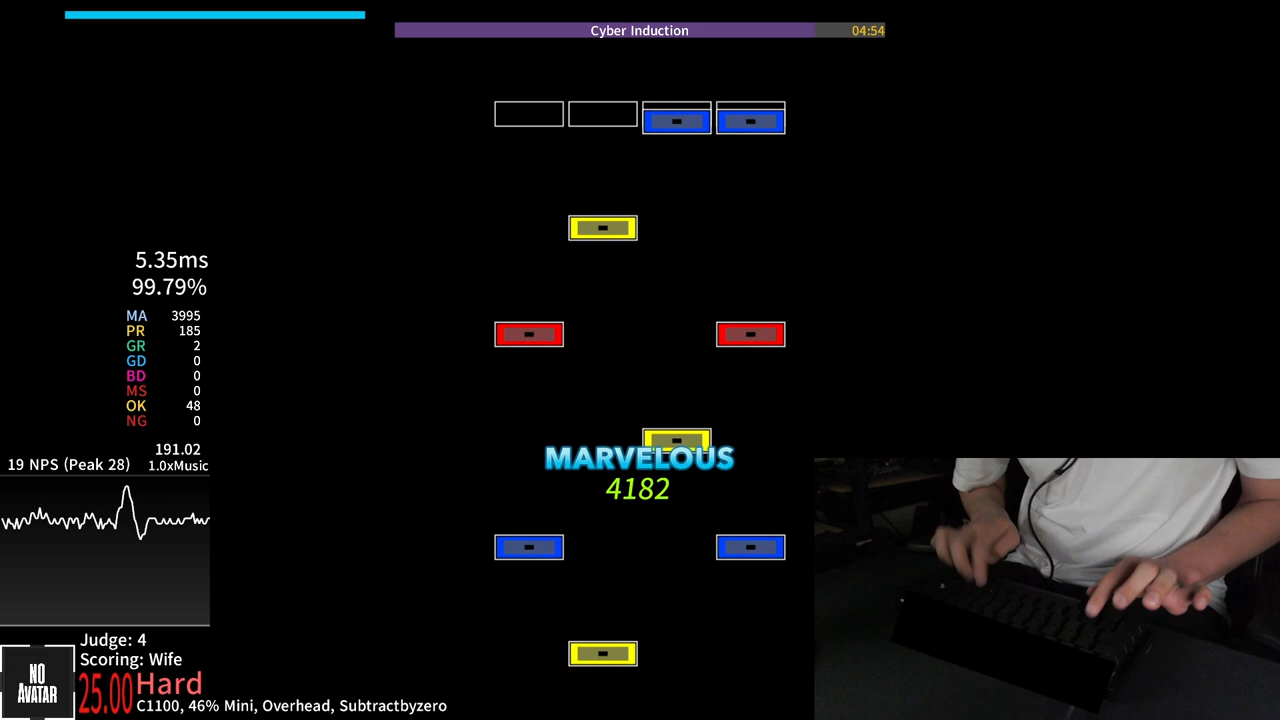 Cyber Induction
04:54
5.35ms
99.79%
MA 3995
PR 185
GR 2
GD 0
BD 0
MS 0
OK 48
NG 0
191.02
19 NPS (Peak 28) 1.0xMusic
MARVELOUS
4182
Judge: 4
Scoring: Wife
NO
AVATAR
25.00 Hard
C1100, 46% Mini, Overhead, Subtractbyzero